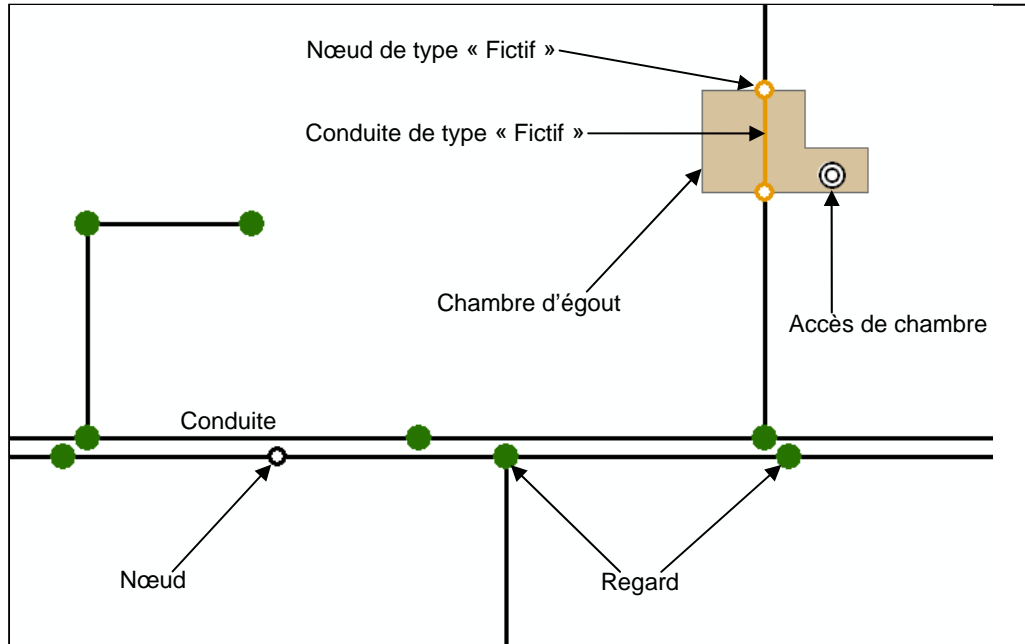 Nœud de type « Fictif »
Conduite de type « Fictif »
Chambre d'égout
Accès de chambre
Conduite
Nœud
Regard